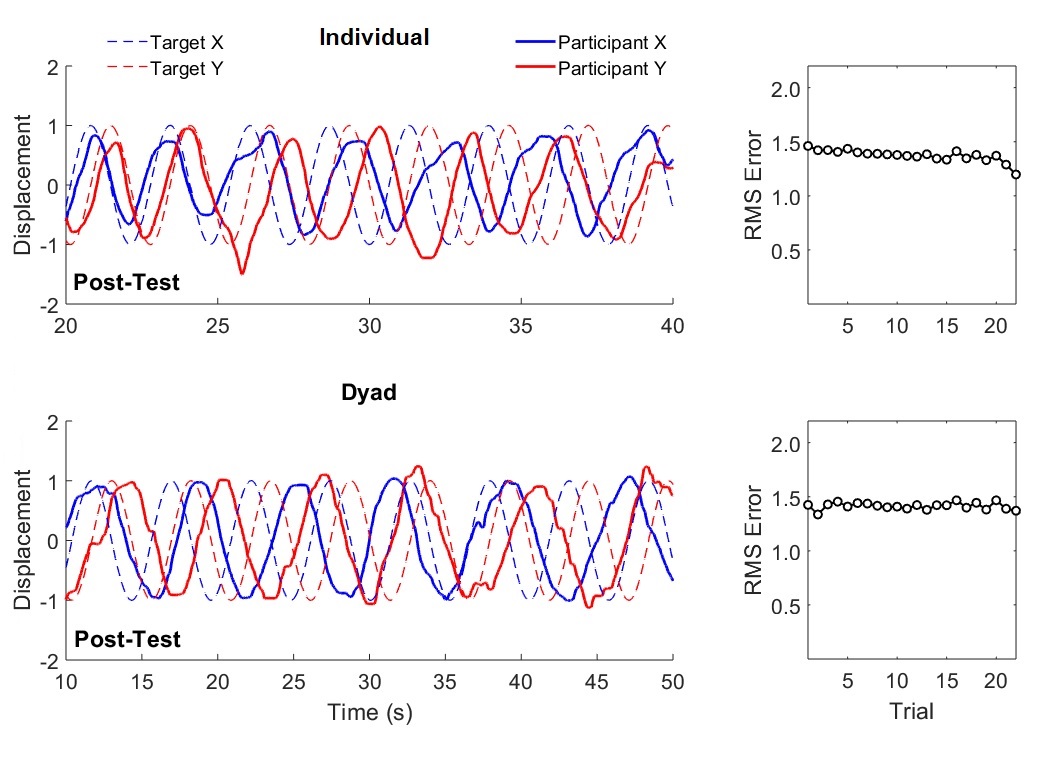 Individual
Target X
Target Y
Participant X
Participant Y
2
1
0
-1
-2
Displacement
Post-Test
20
25
30
35
40
2.0
1.5
1.0
0.5
RMS Error
5
10
15
20
Dyad
2
1
0
-1
-2
Displacement
Post-Test
10
15
20
25
30
35
40
45
50
Time (s)
2.0
1.5
1.0
0.5
RMS Error
5
10
15
20
Trial